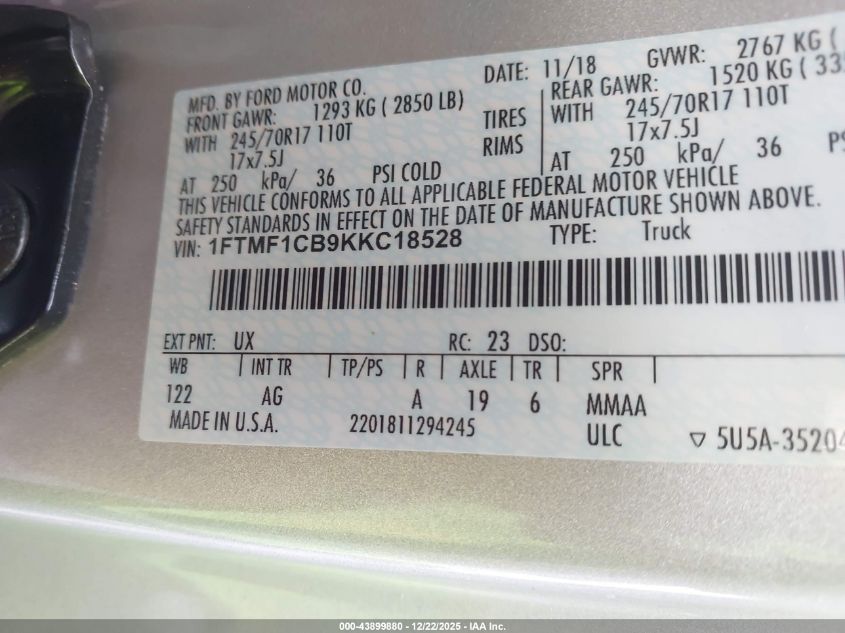 MFD. BY FORD MOTOR CO. DATE: 11/18 GVWR: 2767 KG (
FRONT GAWR: 1293 KG ( 2850 LB) REAR GAWR: 1520 KG (
WITH 245/70R17 110T TIRES WITH 245/70R17 110T
17x7.5J RIMS 17x7.5J
AT 250 kPa/ 36 PSI COLD AT 250 kPa/ 36
THIS VEHICLE CONFORMS TO ALL APPLICABLE FEDERAL MOTOR VEHICLE
SAFETY STANDARDS IN EFFECT ON THE DATE OF MANUFACTURE SHOWN ABOVE.
VIN: 1FTMF1CB9KKC18528 TYPE: Truck
EXT PNT: UX RC: 23 DSO:
WB INT TR TP/PS R AXLE TR SPR
122 AG A 19 6 MMAA
MADE IN U.S.A. 2201811294245 ULC ▽ 5U5A-35204
000-43899880 - 12/22/2025 - IAA Inc.